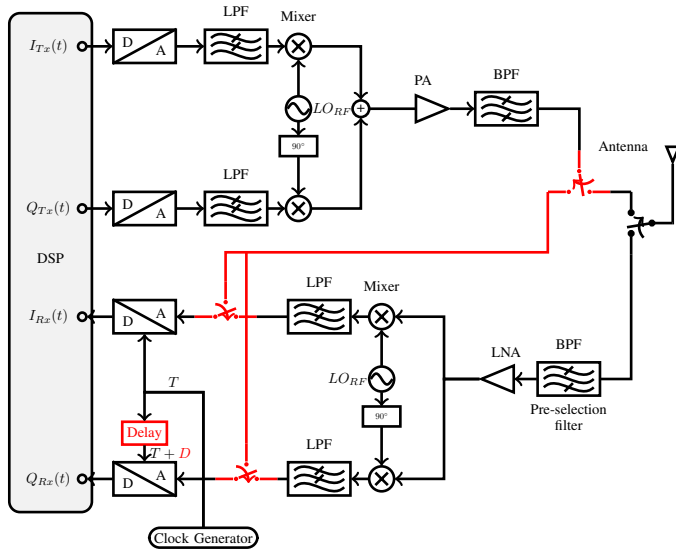 LPF
Mixer
I_{Tx}(t)
D
A
PA
BPF
LO_{RF}
+
90°
Antenna
LPF
Q_{Tx}(t)
D
A
DSP
LPF
Mixer
I_{Rx}(t)
D
A
LNA
BPF
T
LO_{RF}
90°
Pre-selection
filter
Delay
T + D
LPF
Q_{Rx}(t)
D
A
Clock Generator